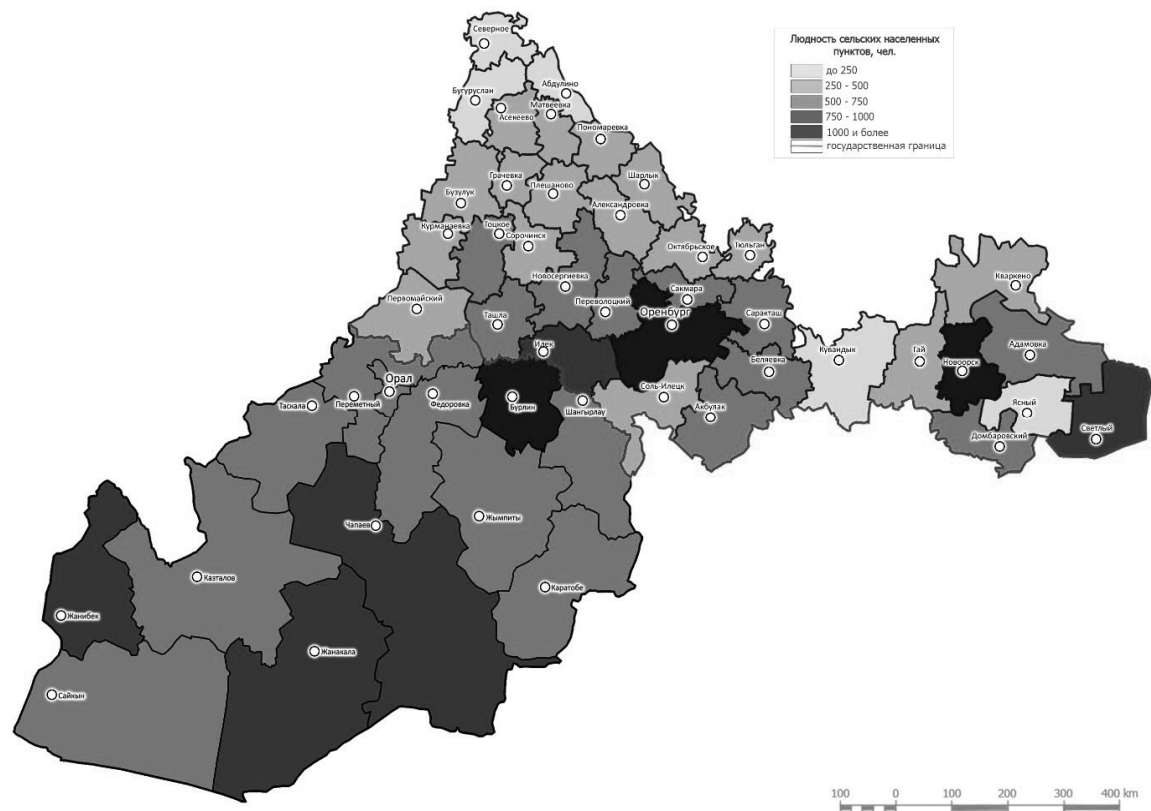 Северное
Людность сельских населенных
пунктов, чел.
до 250
250 - 500
500 - 750
750 - 1000
1000 и более
государственная граница
Абдулино
Бугуруслан
Матвеевка
Асекеево
Пономаревка
Грачевка
Шарлык
Плешаново
Бузулук
Александровка
Тоцкое
Курманаевка
Сорочинск
Октябрьское
Тюльган
Новосергиевка
Кваркено
Сакмара
Первомайский
Переволоцкий
Оренбург
Ташла
Саракташ
Идек
Кувандык
Гай
Адамовка
Беляевка
Новоорск
Орал
Переметный
Федоровка
Бурлин
Соль-Илецк
Таскала
Шангырлау
Акбулак
Ясный
Светлый
Домбаровский
Жымпиты
Чапаев
Казталов
Каратобе
Жанибек
Жанакала
Сайкын
100 0 100 200 300 400 km